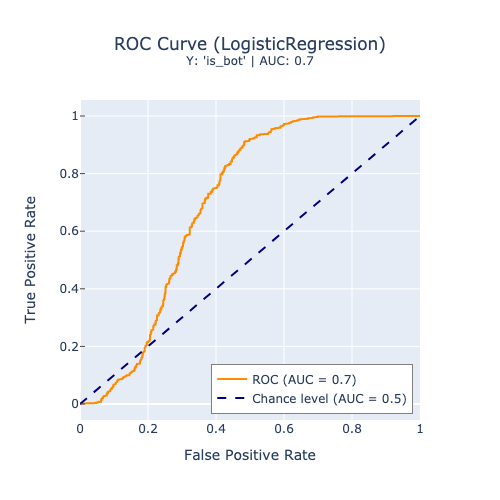 ROC Curve (LogisticRegression)
Y: 'is_bot' | AUC: 0.7
True Positive Rate
1
0.8
0.6
0.4
0.2
0
ROC (AUC = 0.7)
Chance level (AUC = 0.5)
0
0.2
0.4
0.6
0.8
1
False Positive Rate